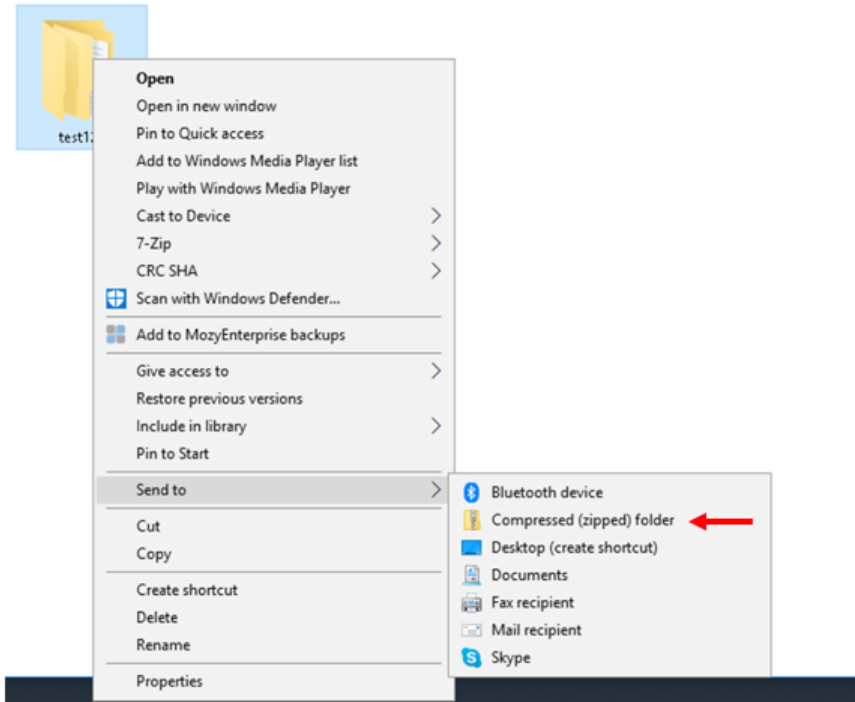 test12
Open
Open in new window
Pin to Quick access
Add to Windows Media Player list
Play with Windows Media Player
Cast to Device
7-Zip
CRC SHA
Scan with Windows Defender...
Add to MozyEnterprise backups
Give access to
Restore previous versions
Include in library
Pin to Start
Send to
Cut
Copy
Create shortcut
Delete
Rename
Properties
Bluetooth device
Compressed (zipped) folder
Desktop (create shortcut)
Documents
Fax recipient
Mail recipient
Skype